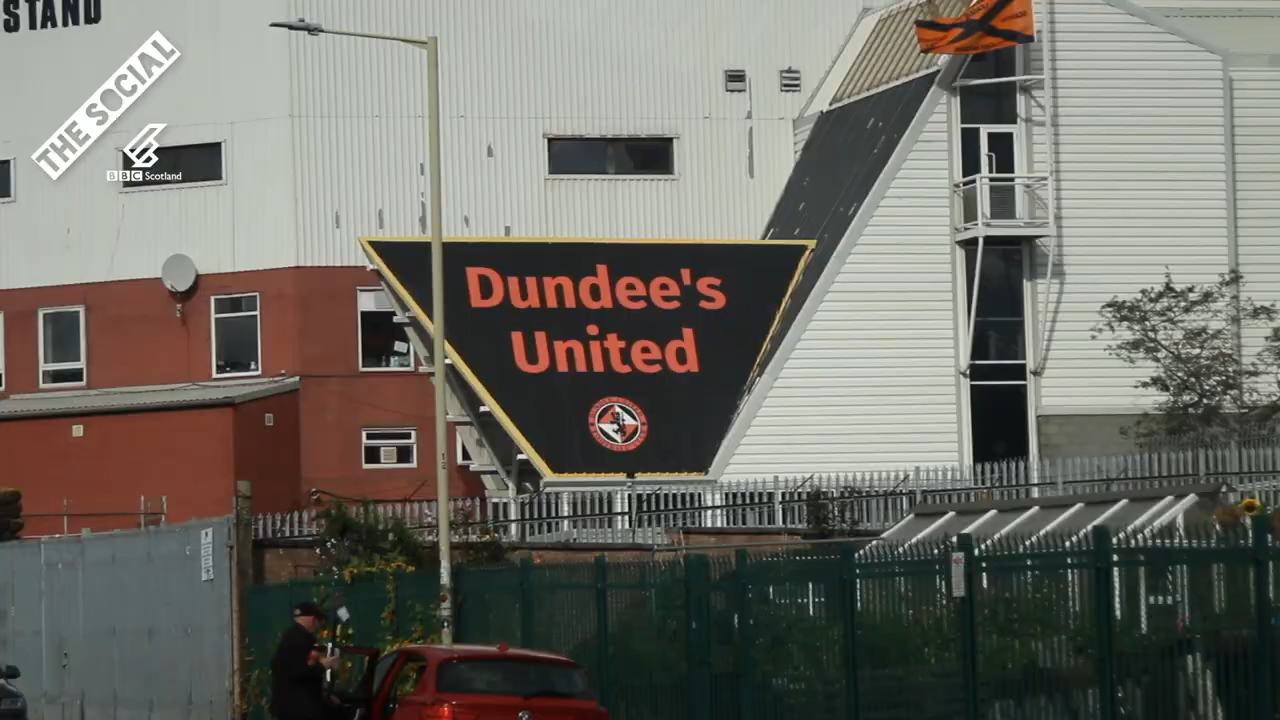 STAND
THE SOCIAL
BBC Scotland
Dundee's
United